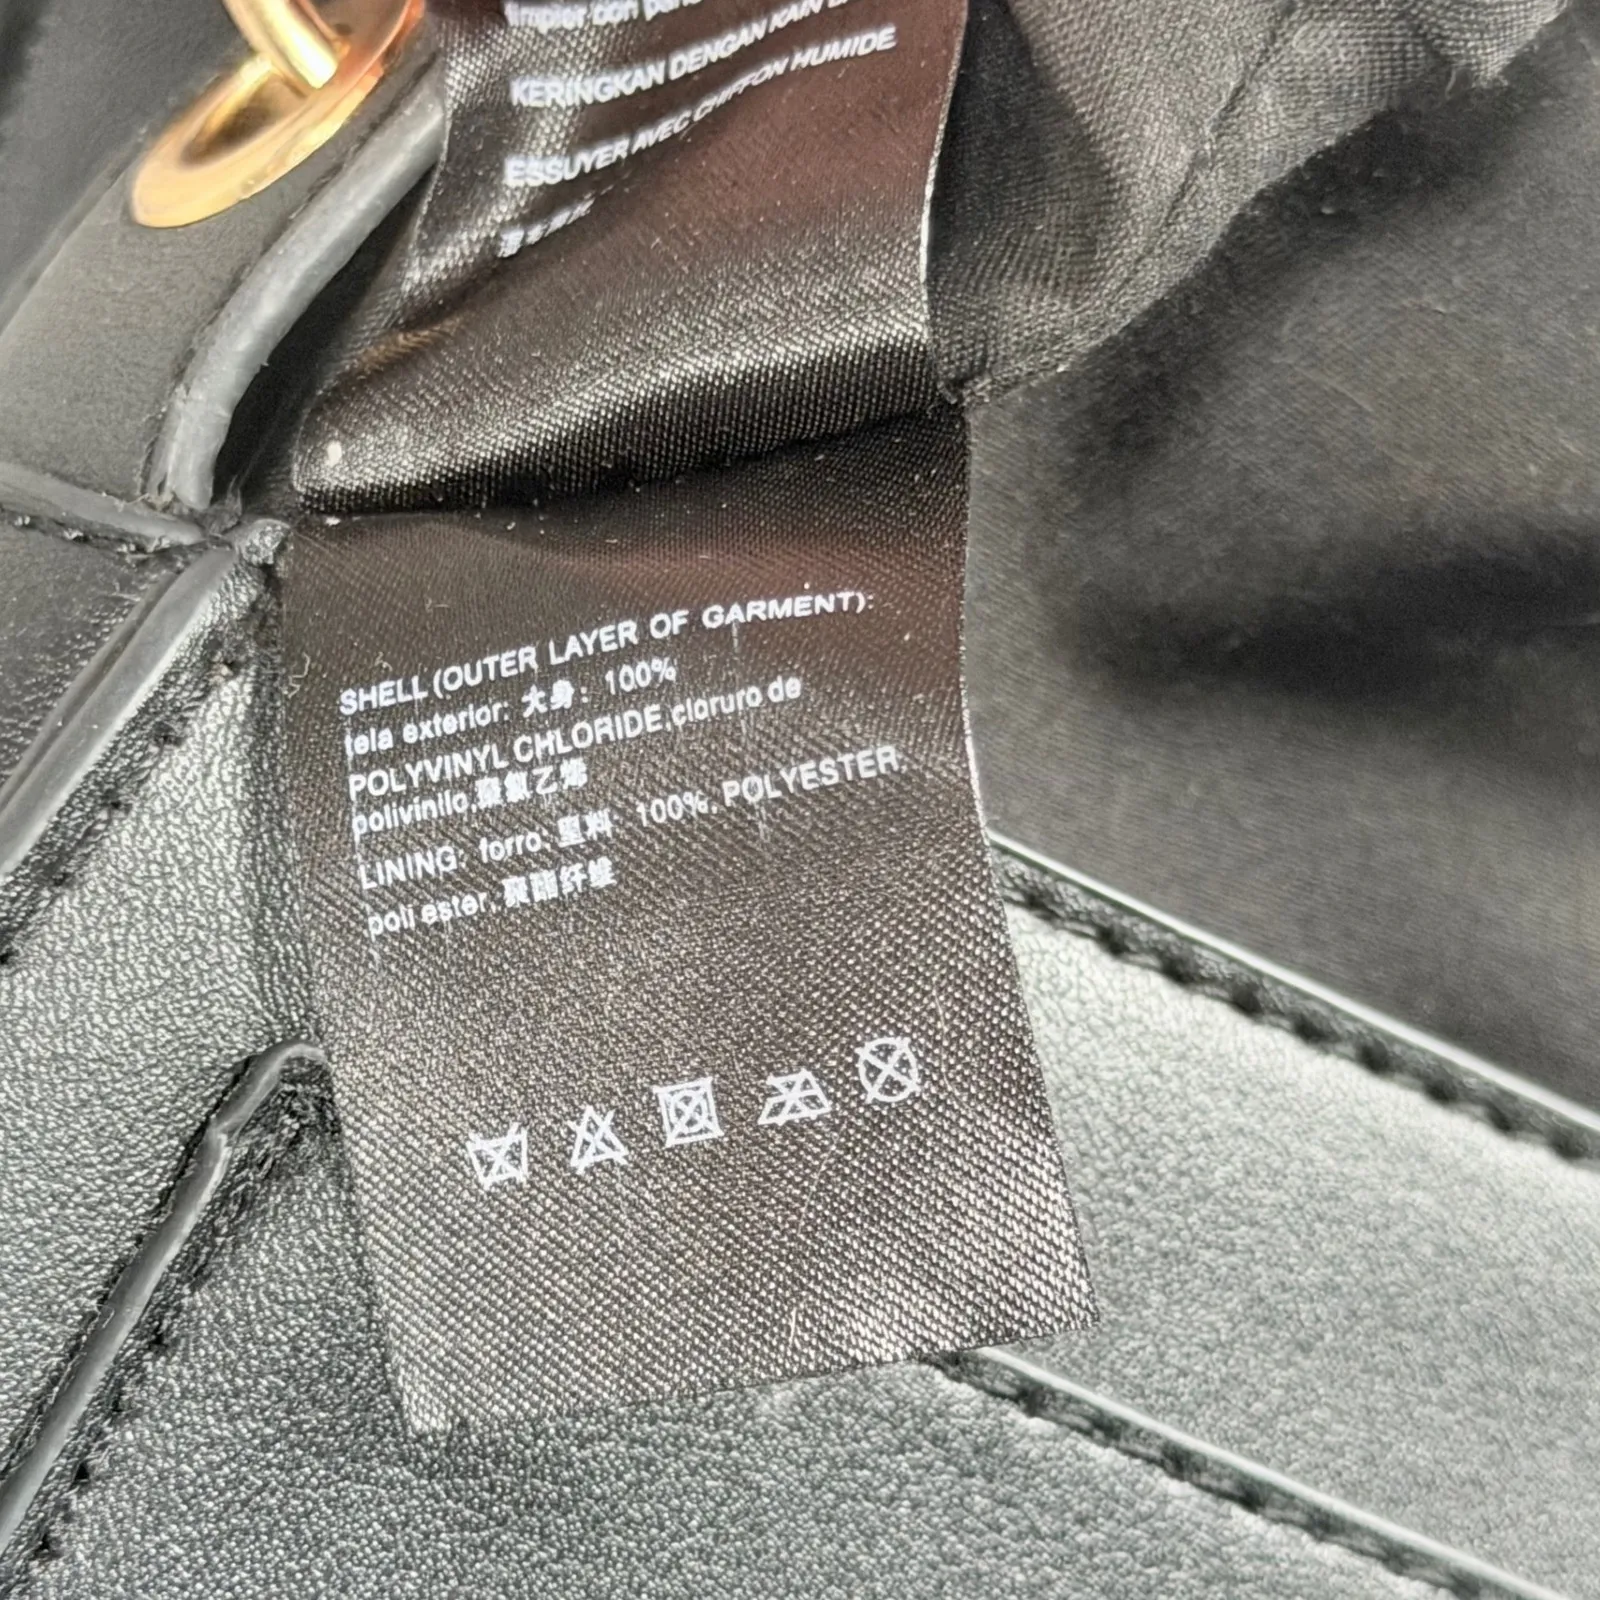 limpier con
KERINGKAN DENGAN KAIN
ESSUYER AVEC CHIFFON HUMIDE
SHELL (OUTER LAYER OF GARMENT):
tela exterior: 大身: 100%
POLYVINYL CHLORIDE,cloruro de
polivinilo,聚氯乙烯
LINING: forro: 里料: 100%, POLYESTER,
poli ester, 聚酯纤维